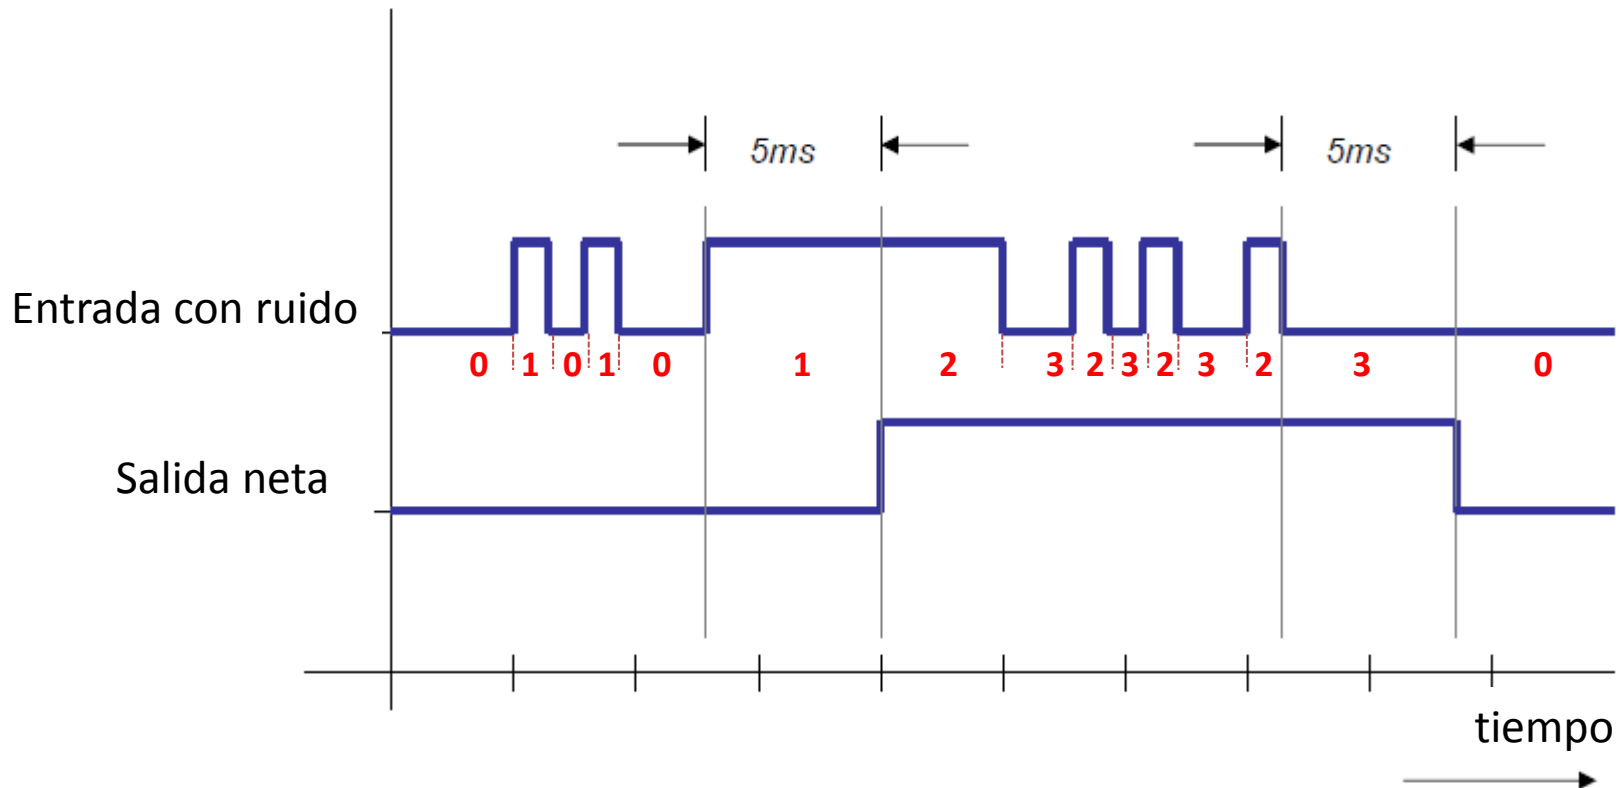 5ms 5ms
Entrada con ruido
0 1 0 1 0 1 2 3 2 3 2 3 2 3 0
Salida neta
tiempo